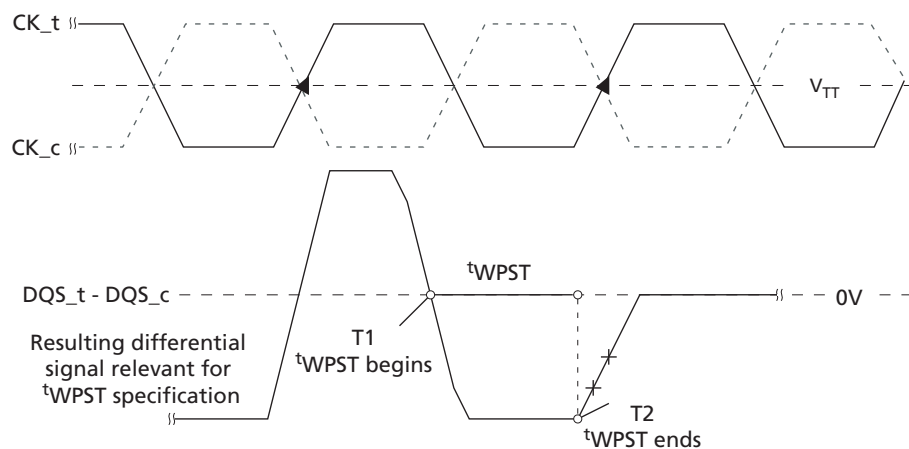 CK_t
V_TT
CK_c
tWPST
DQS_t - DQS_c
0V
Resulting differential
signal relevant for
tWPST specification
T1
tWPST begins
T2
tWPST ends